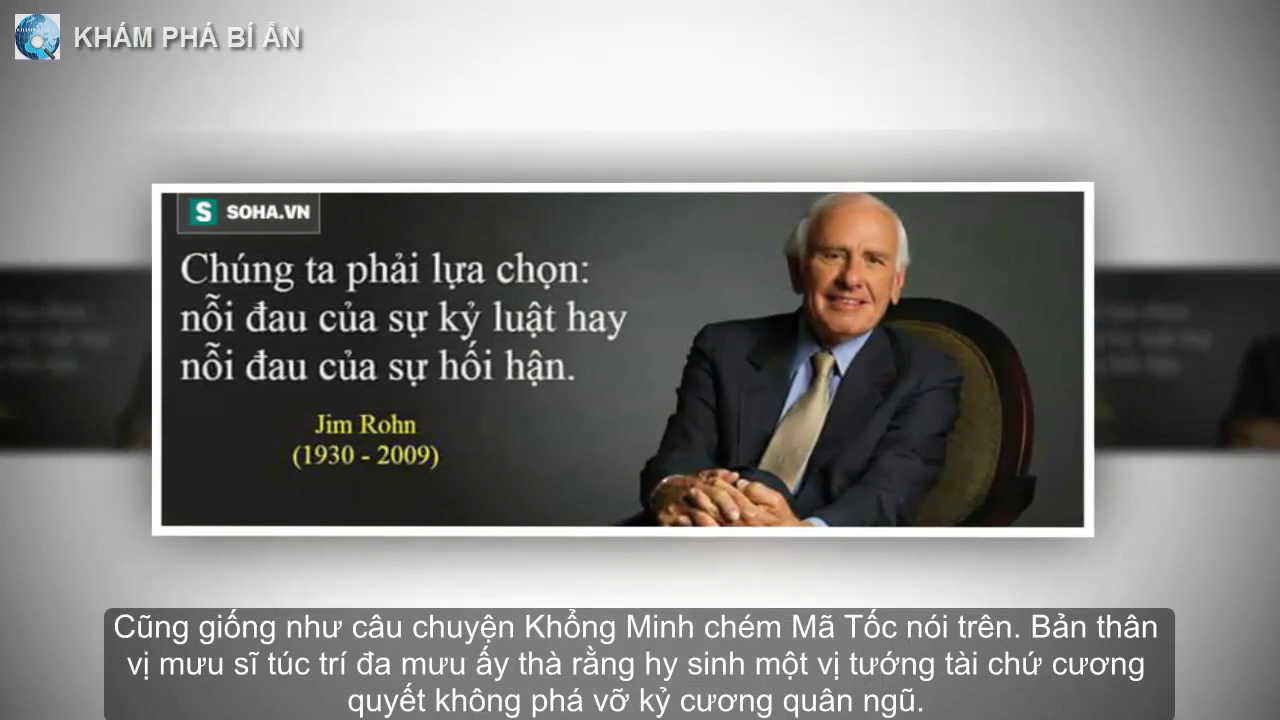 KHÁM PHÁ BÍ ẨN
S SOHA.VN
Chúng ta phải lựa chọn:
nỗi đau của sự kỷ luật hay
nỗi đau của sự hối hận.
Jim Rohn
(1930 - 2009)
Cũng giống như câu chuyện Khổng Minh chém Mã Tốc nói trên. Bản thân
vị mưu sĩ túc trí đa mưu ấy thà rằng hy sinh một vị tướng tài chứ cương
quyết không phá vỡ kỷ cương quân ngũ.